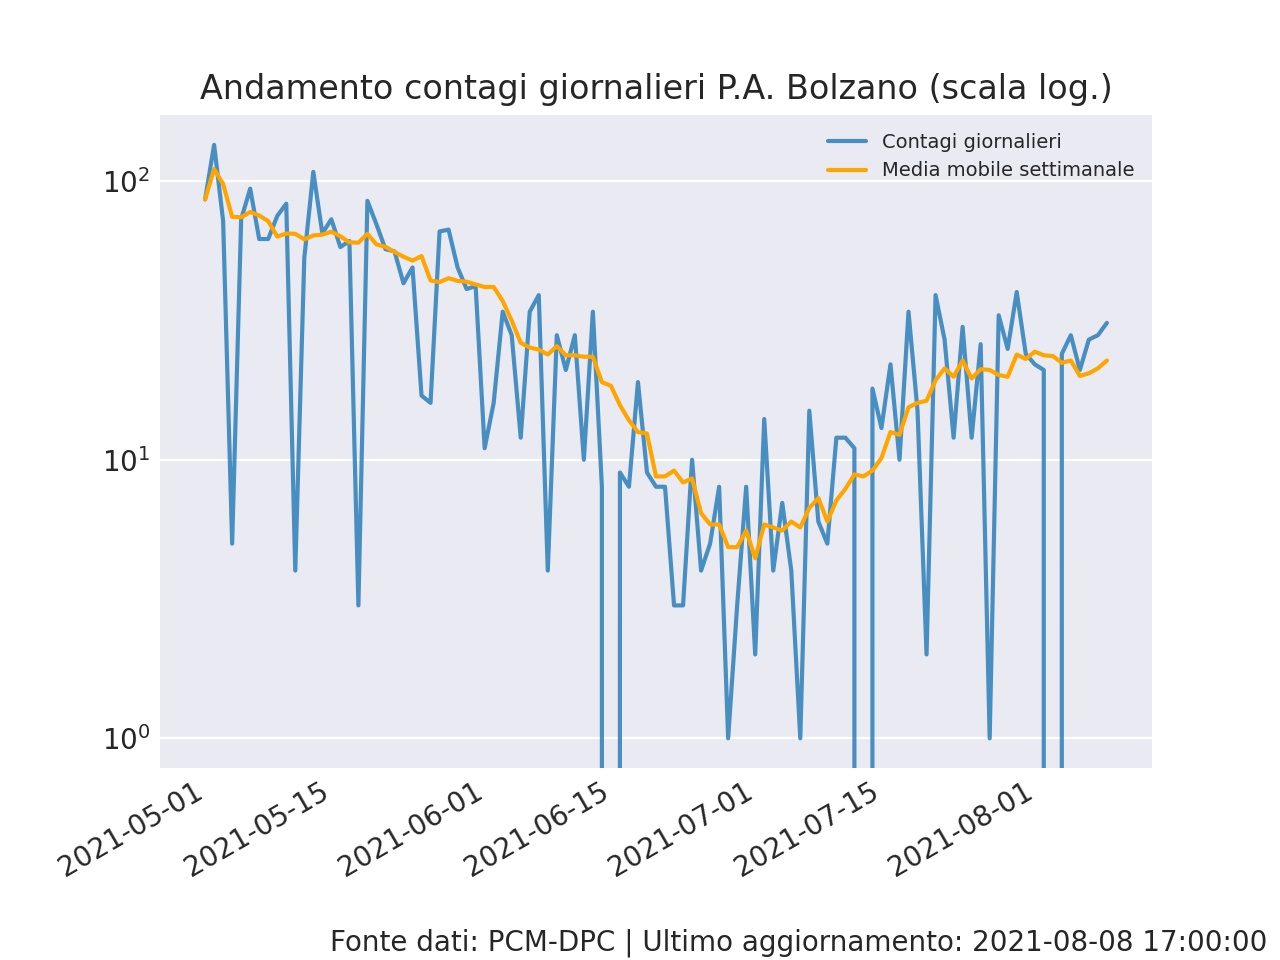 Andamento contagi giornalieri P.A. Bolzano (scala log.)
Contagi giornalieri
Media mobile settimanale
10²
10¹
10⁰
2021-05-01
2021-05-15
2021-06-01
2021-06-15
2021-07-01
2021-07-15
2021-08-01
Fonte dati: PCM-DPC | Ultimo aggiornamento: 2021-08-08 17:00:00